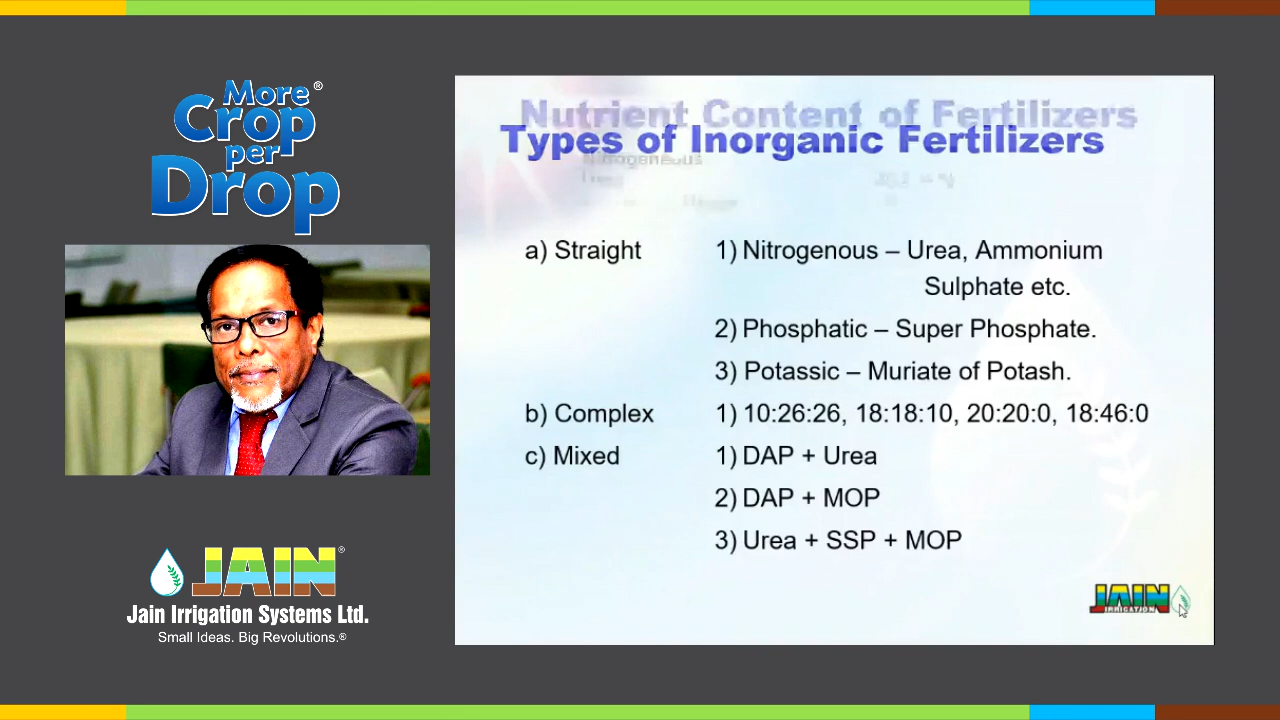 More
Crop
per
Drop
®
JAIN®
Jain Irrigation Systems Ltd.
Small Ideas. Big Revolutions.®
Nutrient Content of Fertilizers
Types of Inorganic Fertilizers
Nitrogeneous
a) Straight 1) Nitrogenous – Urea, Ammonium
Sulphate etc.
2) Phosphatic – Super Phosphate.
3) Potassic – Muriate of Potash.
b) Complex 1) 10:26:26, 18:18:10, 20:20:0, 18:46:0
c) Mixed 1) DAP + Urea
2) DAP + MOP
3) Urea + SSP + MOP
JAIN
IRRIGATION